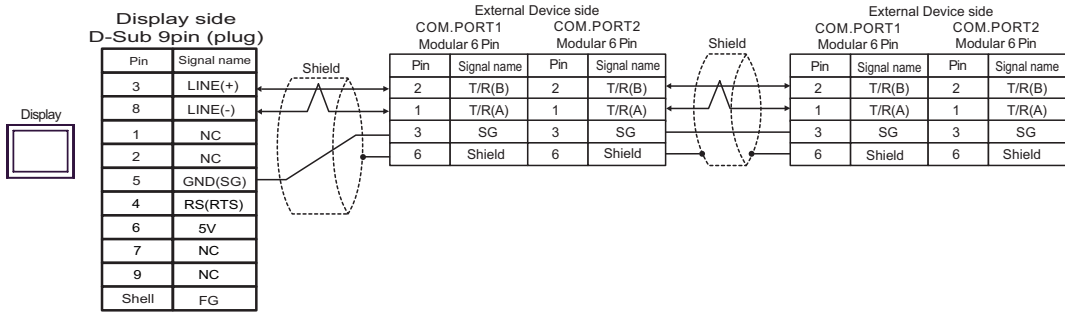 Display
Display side
D-Sub 9pin (plug)
Pin Signal name
3 LINE(+)
8 LINE(-)
1 NC
2 NC
5 GND(SG)
4 RS(RTS)
6 5V
7 NC
9 NC
Shell FG
Shield
External Device side
COM.PORT1 COM.PORT2
Modular 6 Pin Modular 6 Pin
Pin Signal name Pin Signal name
2 T/R(B) 2 T/R(B)
1 T/R(A) 1 T/R(A)
3 SG 3 SG
6 Shield 6 Shield
Shield
External Device side
COM.PORT1 COM.PORT2
Modular 6 Pin Modular 6 Pin
Pin Signal name Pin Signal name
2 T/R(B) 2 T/R(B)
1 T/R(A) 1 T/R(A)
3 SG 3 SG
6 Shield 6 Shield